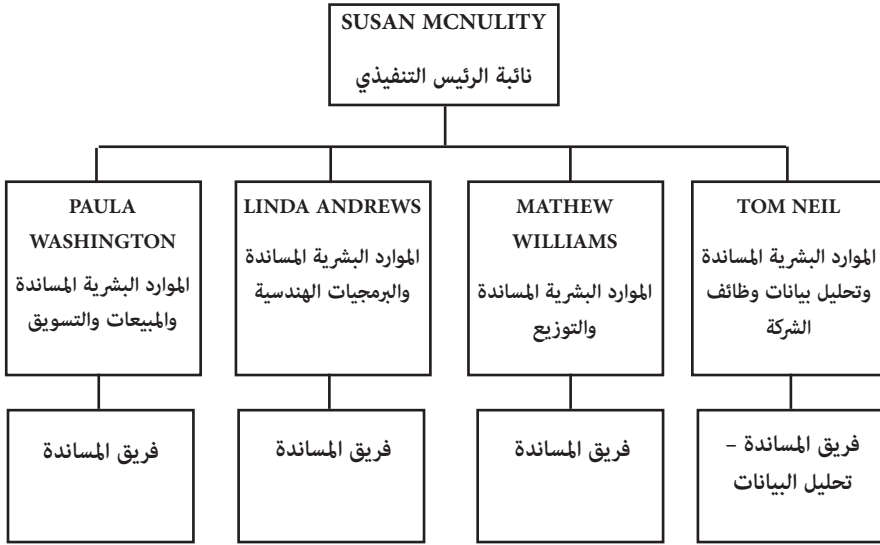 SUSAN MCNULITY
نائبة الرئيس التنفيذي
PAULA
WASHINGTON
الموارد البشرية المساندة
والمبيعات والتسويق
LINDA ANDREWS
الموارد البشرية المساندة
والبرمجيات الهندسية
MATHEW
WILLIAMS
الموارد البشرية المساندة
والتوزيع
TOM NEIL
الموارد البشرية المساندة
وتحليل بيانات وظائف
الشركة
فريق المساندة
فريق المساندة
فريق المساندة
فريق المساندة –
تحليل البيانات